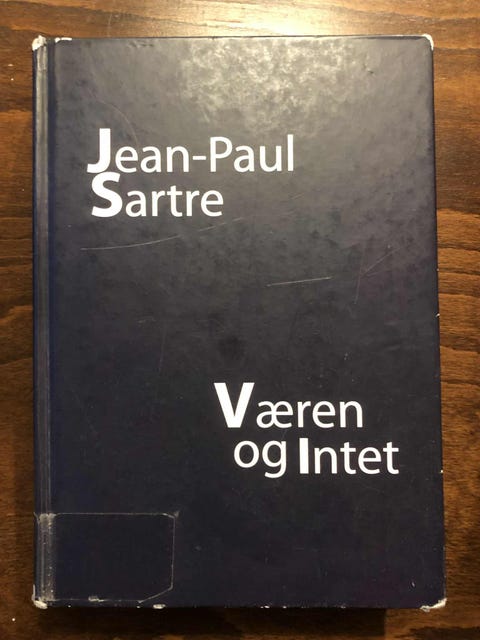 Jean-Paul
Sartre
Væren
og Intet